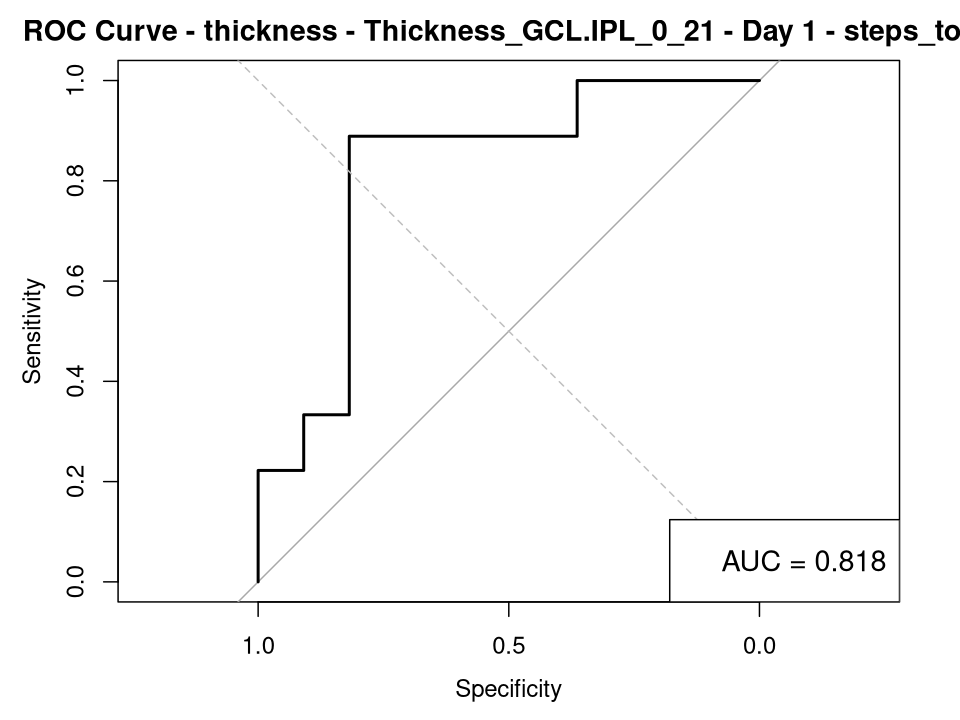 ROC Curve - thickness - Thickness_GCL.IPL_0_21 - Day 1 - steps_to
1.0
0.8
0.6
0.4
0.2
0.0
Sensitivity
AUC = 0.818
1.0 0.5 0.0
Specificity